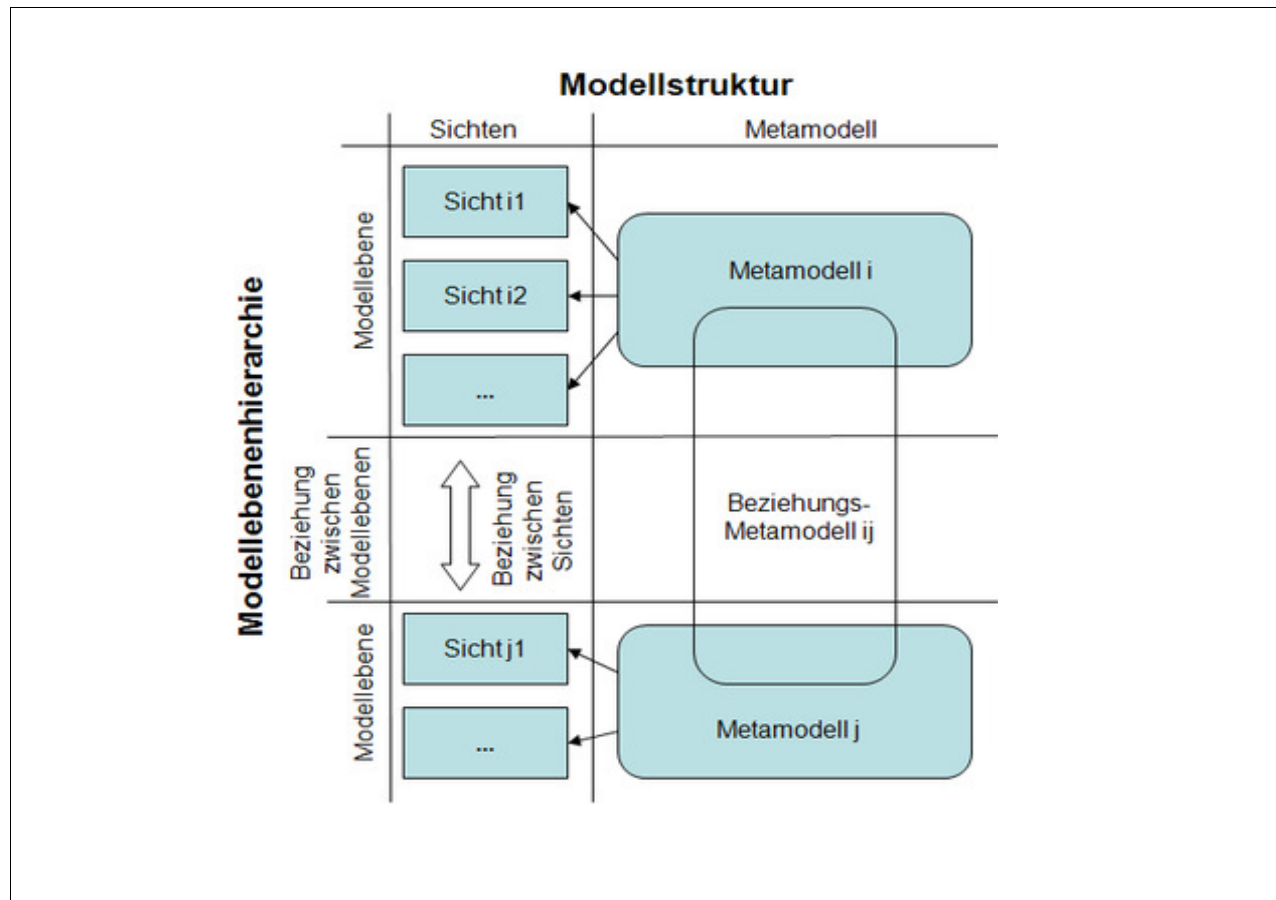 Modellstruktur
Sichten
Metamodell
Modellebenenhierarchie
Modellebene
Sicht i1
Sicht i2
...
Metamodell i
Beziehung
zwischen
Modellebenen
Beziehung
zwischen
Sichten
Beziehungs-
Metamodell ij
Modellebene
Sicht j1
...
Metamodell j